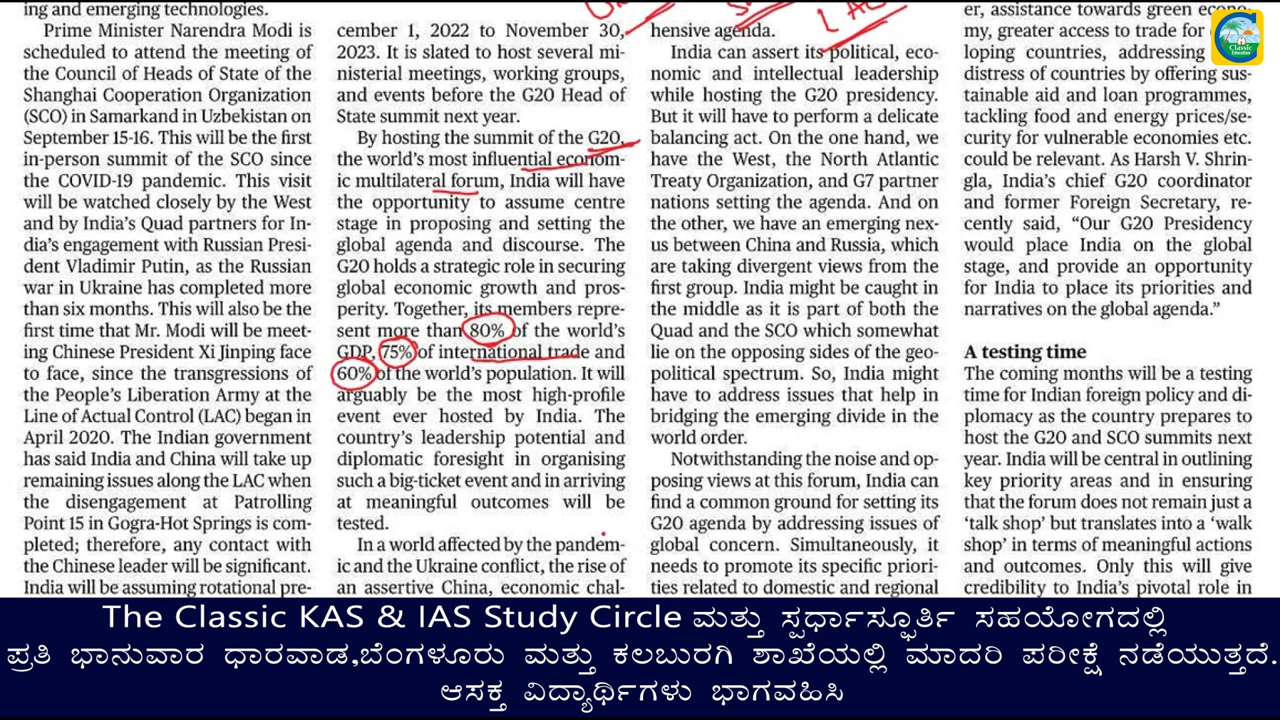 ing and emerging technologies.
Prime Minister Narendra Modi is
scheduled to attend the meeting of
the Council of Heads of State of the
Shanghai Cooperation Organization
(SCO) in Samarkand in Uzbekistan on
September 15-16. This will be the first
in-person summit of the SCO since
the COVID-19 pandemic. This visit
will be watched closely by the West
and by India's Quad partners for In-
dia's engagement with Russian Presi-
dent Vladimir Putin, as the Russian
war in Ukraine has completed more
than six months. This will also be the
first time that Mr. Modi will be meet-
ing Chinese President Xi Jinping face
to face, since the transgressions of
the People's Liberation Army at the
Line of Actual Control (LAC) began in
April 2020. The Indian government
has said India and China will take up
remaining issues along the LAC when
the disengagement at Patrolling
Point 15 in Gogra-Hot Springs is com-
pleted; therefore, any contact with
the Chinese leader will be significant.
India will be assuming rotational pre-
cember 1, 2022 to November 30,
2023. It is slated to host several mi-
nisterial meetings, working groups,
and events before the G20 Head of
State summit next year.
By hosting the summit of the G20,
the world's most influential econom-
ic multilateral forum, India will have
the opportunity to assume centre
stage in proposing and setting the
global agenda and discourse. The
G20 holds a strategic role in securing
global economic growth and pros-
perity. Together, its members repre-
sent more than 80% of the world's
GDP, 75% of international trade and
60% of the world's population. It will
arguably be the most high-profile
event ever hosted by India. The
country's leadership potential and
diplomatic foresight in organising
such a big-ticket event and in arriving
at meaningful outcomes will be
tested.
In a world affected by the pandem-
ic and the Ukraine conflict, the rise of
an assertive China, economic chal-
hensive agenda.
India can assert its political, eco-
nomic and intellectual leadership
while hosting the G20 presidency.
But it will have to perform a delicate
balancing act. On the one hand, we
have the West, the North Atlantic
Treaty Organization, and G7 partner
nations setting the agenda. And on
the other, we have an emerging nex-
us between China and Russia, which
are taking divergent views from the
first group. India might be caught in
the middle as it is part of both the
Quad and the SCO which somewhat
lie on the opposing sides of the geo-
political spectrum. So, India might
have to address issues that help in
bridging the emerging divide in the
world order.
Notwithstanding the noise and op-
posing views at this forum, India can
find a common ground for setting its
G20 agenda by addressing issues of
global concern. Simultaneously, it
needs to promote its specific priori-
ties related to domestic and regional
er, assistance towards green econo-
my, greater access to trade for
loping countries, addressing
distress of countries by offering sus-
tainable aid and loan programmes,
tackling food and energy prices/se-
curity for vulnerable economies etc.
could be relevant. As Harsh V. Shrin-
gla, India's chief G20 coordinator
and former Foreign Secretary, re-
cently said, “Our G20 Presidency
would place India on the global
stage, and provide an opportunity
for India to place its priorities and
narratives on the global agenda.”
A testing time
The coming months will be a testing
time for Indian foreign policy and di-
plomacy as the country prepares to
host the G20 and SCO summits next
year. India will be central in outlining
key priority areas and in ensuring
that the forum does not remain just a
'talk shop' but translates into a 'walk
shop' in terms of meaningful actions
and outcomes. Only this will give
credibility to India's pivotal role in
Classic
Education
The Classic KAS & IAS Study Circle ಮತ್ತು ಸ್ಪರ್ಧಾಸ್ಫೂರ್ತಿ ಸಹಯೋಗದಲ್ಲಿ
ಪ್ರತಿ ಭಾನುವಾರ ಧಾರವಾಡ,ಬೆಂಗಳೂರು ಮತ್ತು ಕಲಬುರಗಿ ಶಾಖೆಯಲ್ಲಿ ಮಾದರಿ ಪರೀಕ್ಷೆ ನಡೆಯುತ್ತದೆ.
ಆಸಕ್ತ ವಿದ್ಯಾರ್ಥಿಗಳು ಭಾಗವಹಿಸಿ